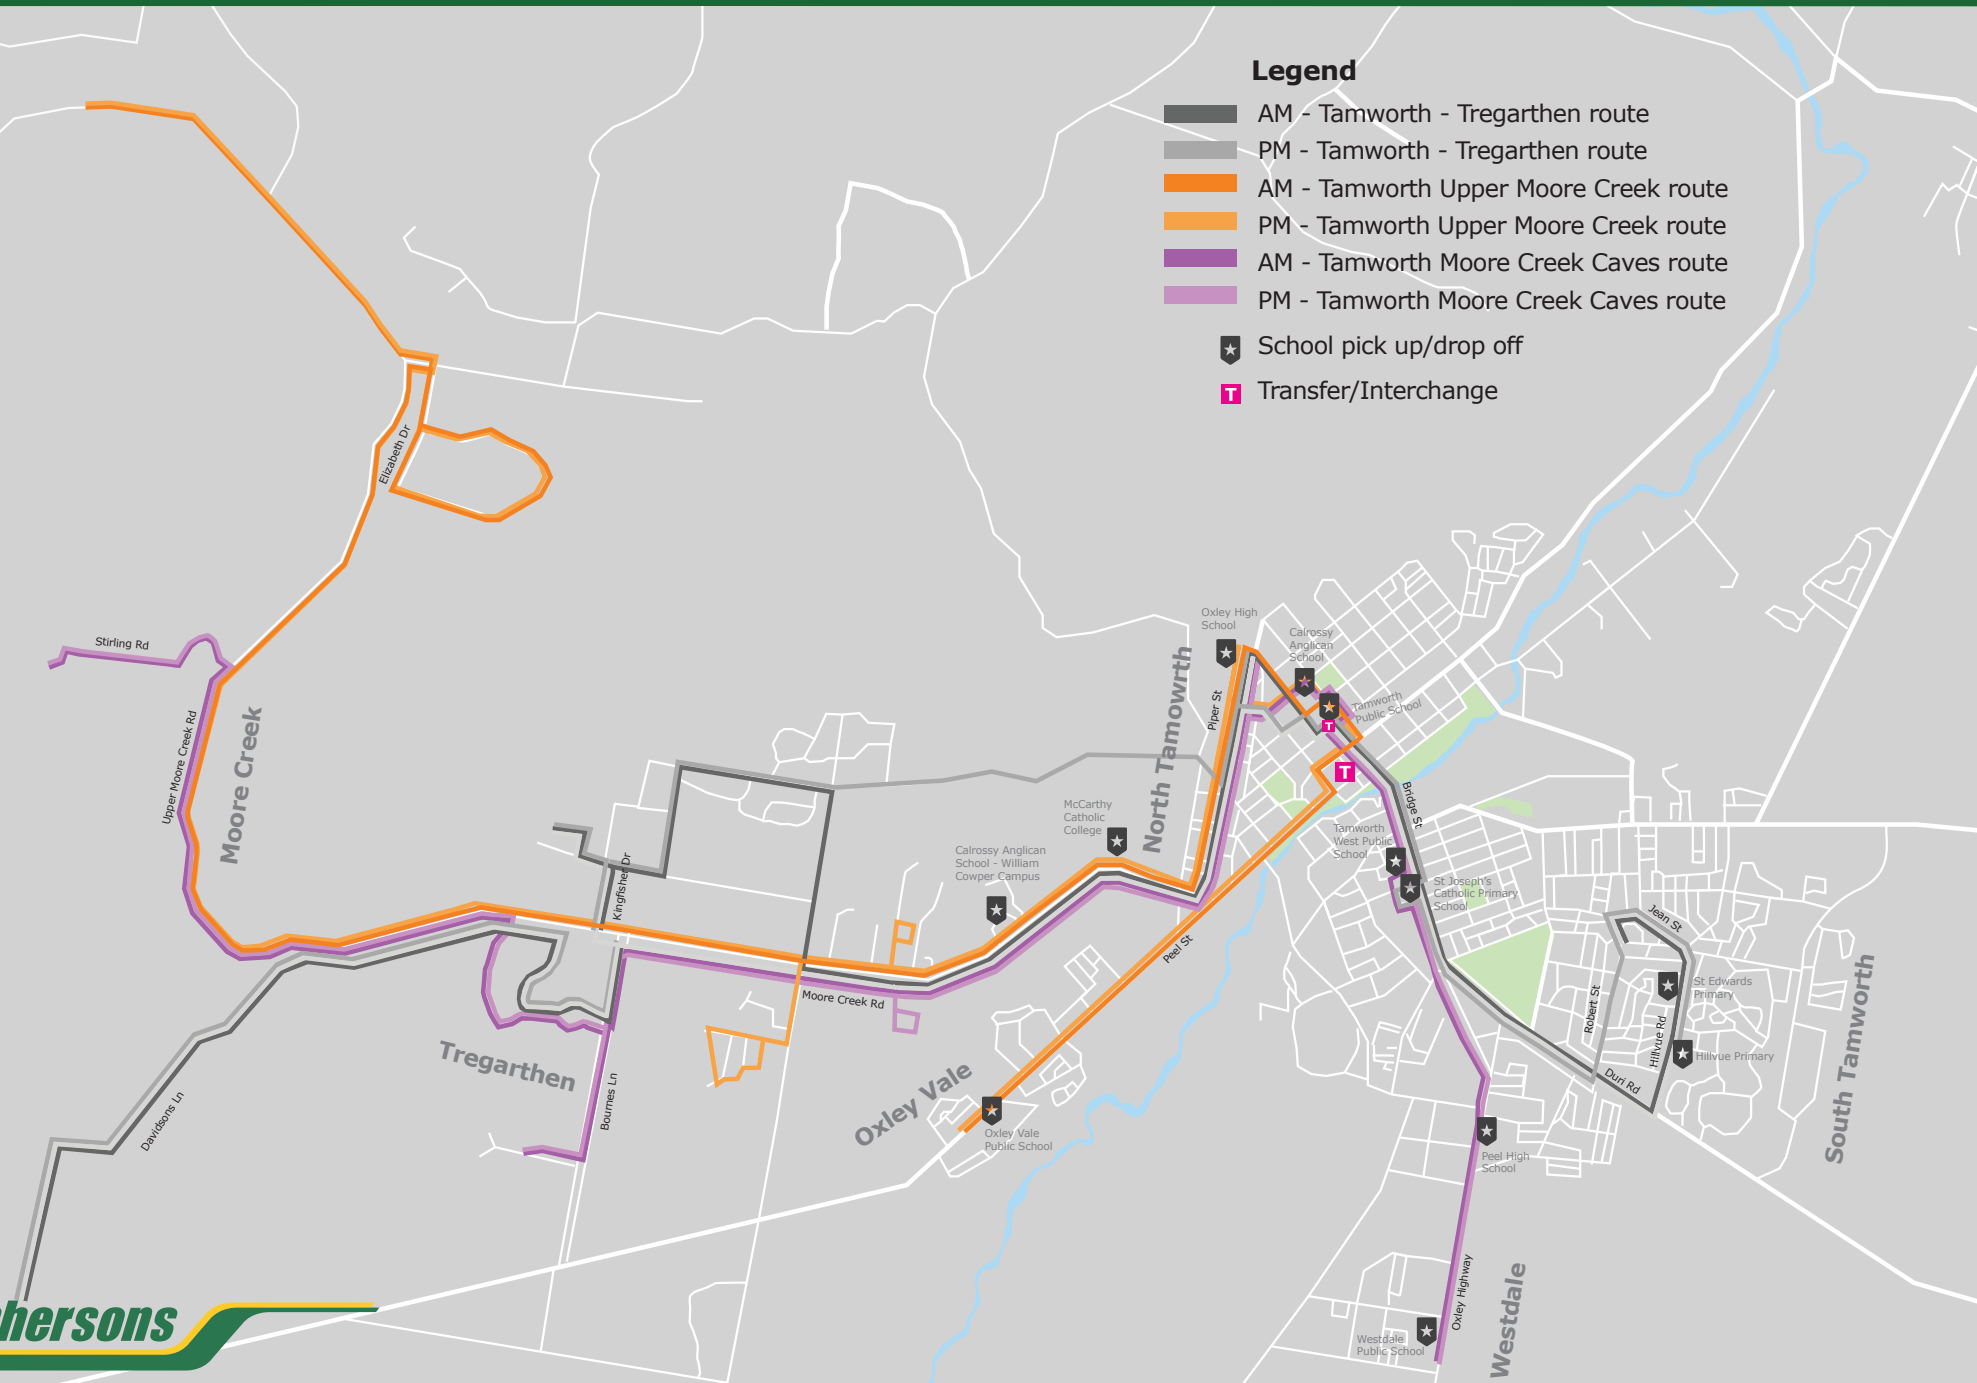 Legend
AM - Tamworth - Tregarthen route
PM - Tamworth - Tregarthen route
AM - Tamworth Upper Moore Creek route
PM - Tamworth Upper Moore Creek route
AM - Tamworth Moore Creek Caves route
PM - Tamworth Moore Creek Caves route
School pick up/drop off
T
Transfer/Interchange
Elizabeth Dr
Stirling Rd
Upper Moore Creek Rd
Moore Creek
Oxley High
School
Calrossy
Anglican
School
Piper St
North Tamowrth
Tamworth
Public School
T
T
Bridge St
McCarthy
Catholic
College
Tamworth
West Public
School
Calrossy Anglican
School - William
Cowper Campus
St Joseph's
Catholic Primary
School
Kingfisher Dr
Jean St
Peel St
Moore Creek Rd
St Edwards
Primary
Robert St
Hillvue Rd
Hillvue Primary
Duri Rd
South Tamworth
Tregarthen
Bournes Ln
Davidsons Ln
Oxley Vale
Oxley Vale
Public School
Peel High
School
Oxley Highway
Westdale
Westdale
Public School
hersons